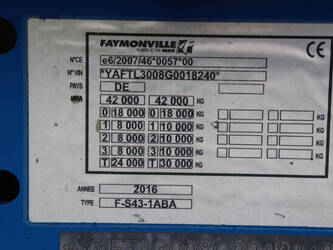 FAYMONVILLE
N°CE e6/2007/46*0057*00
N°VIN *YAFTL3008G0018240*
PAYS DE
MMA 42 000 42 000 KG
0 18 000 0 18 000 KG
1 8 000 1 10 000 KG
2 8 000 2 10 000 KG
3 8 000 3 10 000 KG
T 24 000 T 30 000 KG
ANNEE 2016
TYPE F-S43-1ABA